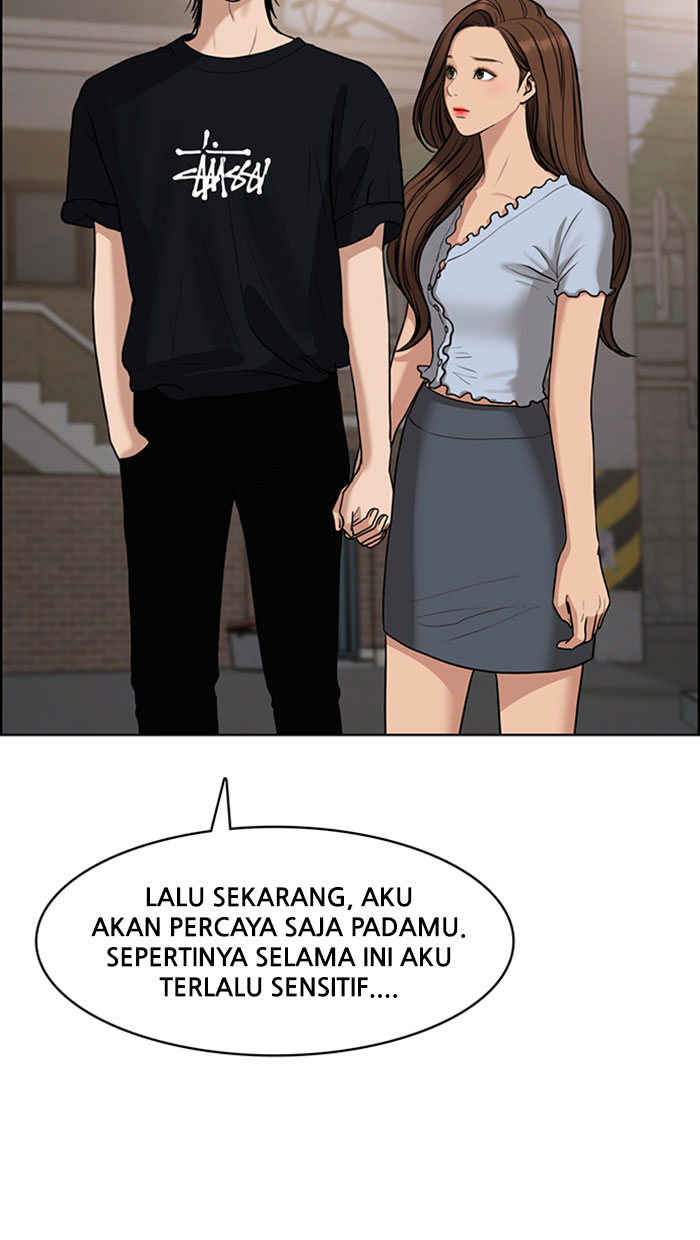 LALU SEKARANG, AKU
AKAN PERCAYA SAJA PADAMU.
SEPERTINYA SELAMA INI AKU
TERLALU SENSITIF....